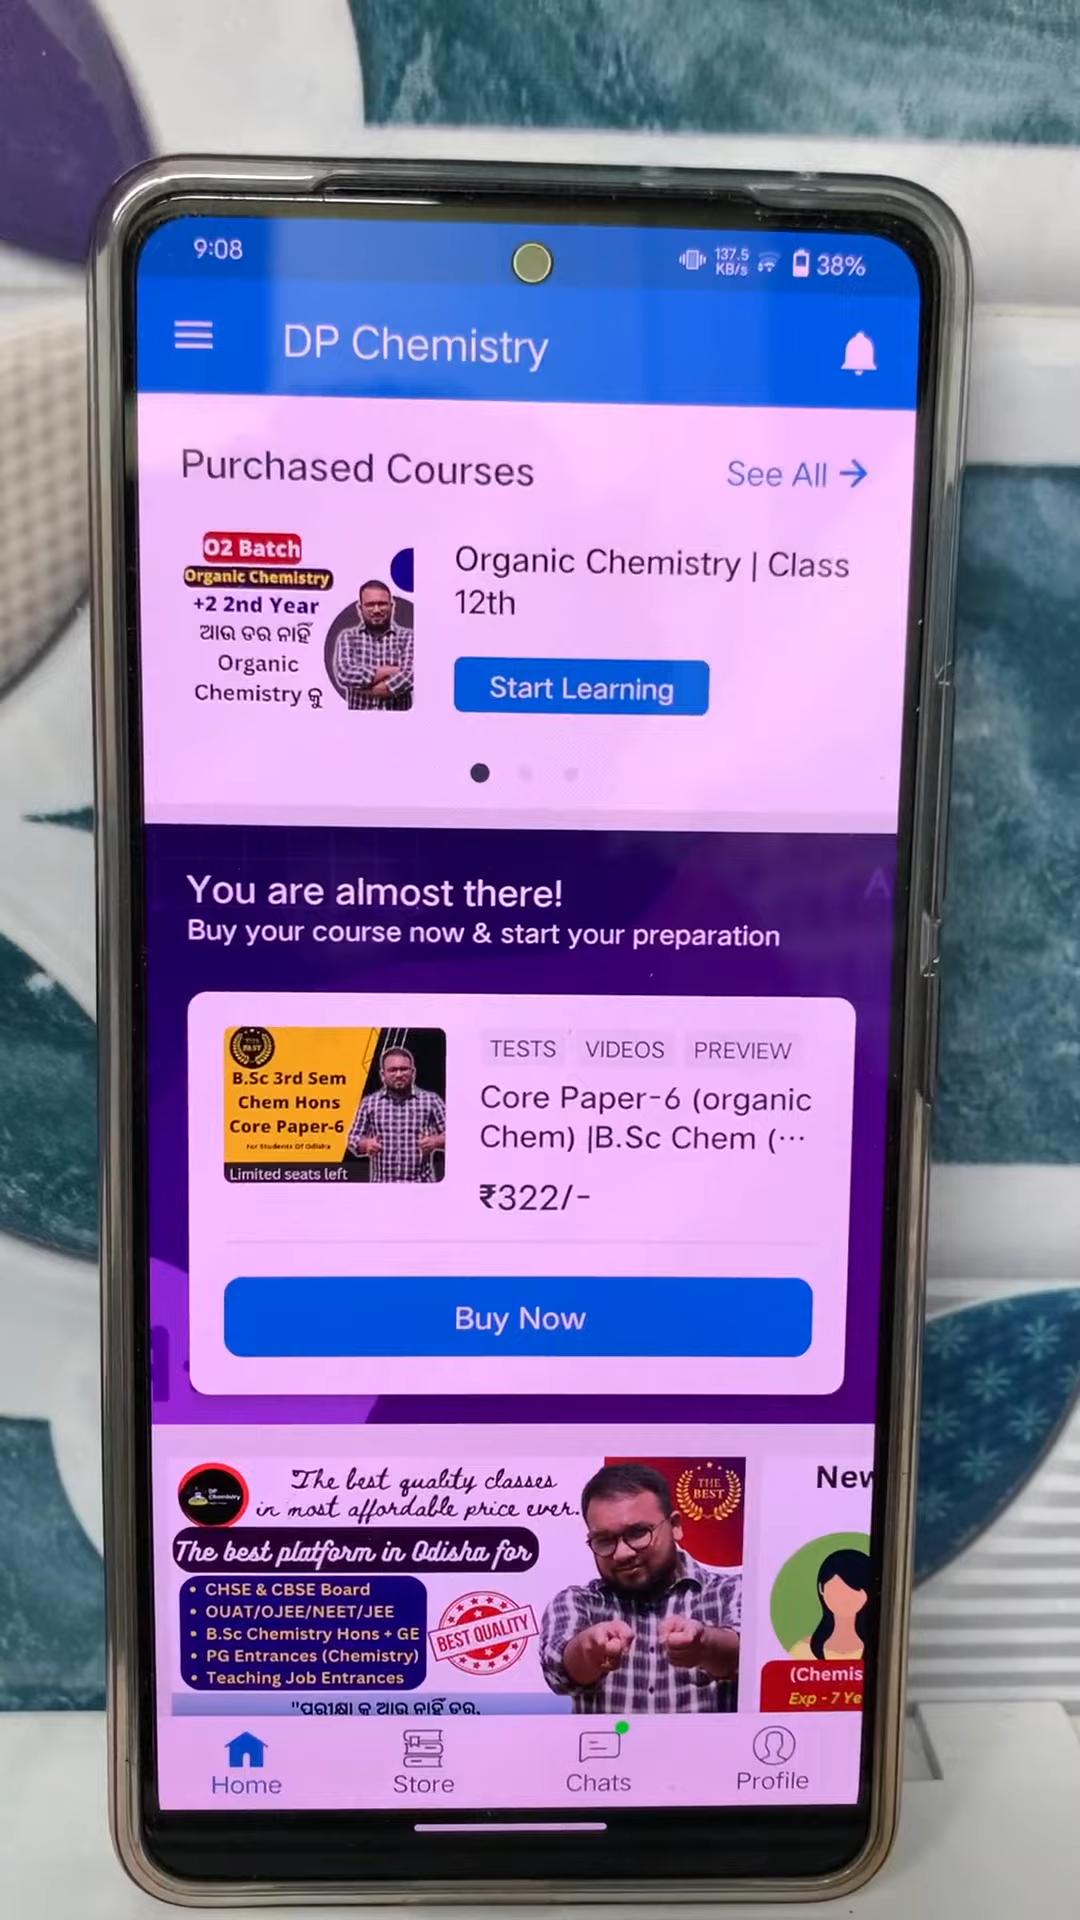 9:08
137.5
KB/s
38%
DP Chemistry
Purchased Courses
See All →
O2 Batch
Organic Chemistry
+2 2nd Year
ଆଉ ଡର ନାହିଁ
Organic
Chemistry କୁ
Organic Chemistry | Class
12th
Start Learning
You are almost there!
Buy your course now & start your preparation
B.Sc 3rd Sem
Chem Hons
Core Paper-6
For Students Of Odisha
Limited seats left
TESTS
VIDEOS
PREVIEW
Core Paper-6 (organic
Chem) |B.Sc Chem (...
₹322/-
Buy Now
DP
Chemistry
The best quality classes
in most affordable price ever.
THE
BEST
The best platform in Odisha for
• CHSE & CBSE Board
• OUAT/OJEE/NEET/JEE
• B.Sc Chemistry Hons + GE
• PG Entrances (Chemistry)
• Teaching Job Entrances
BEST QUALITY
"ପରୀକ୍ଷା କୁ ଆଉ ନାହିଁ ଡର,
New
(Chemis
Exp - 7 Ye
Home
Store
Chats
Profile